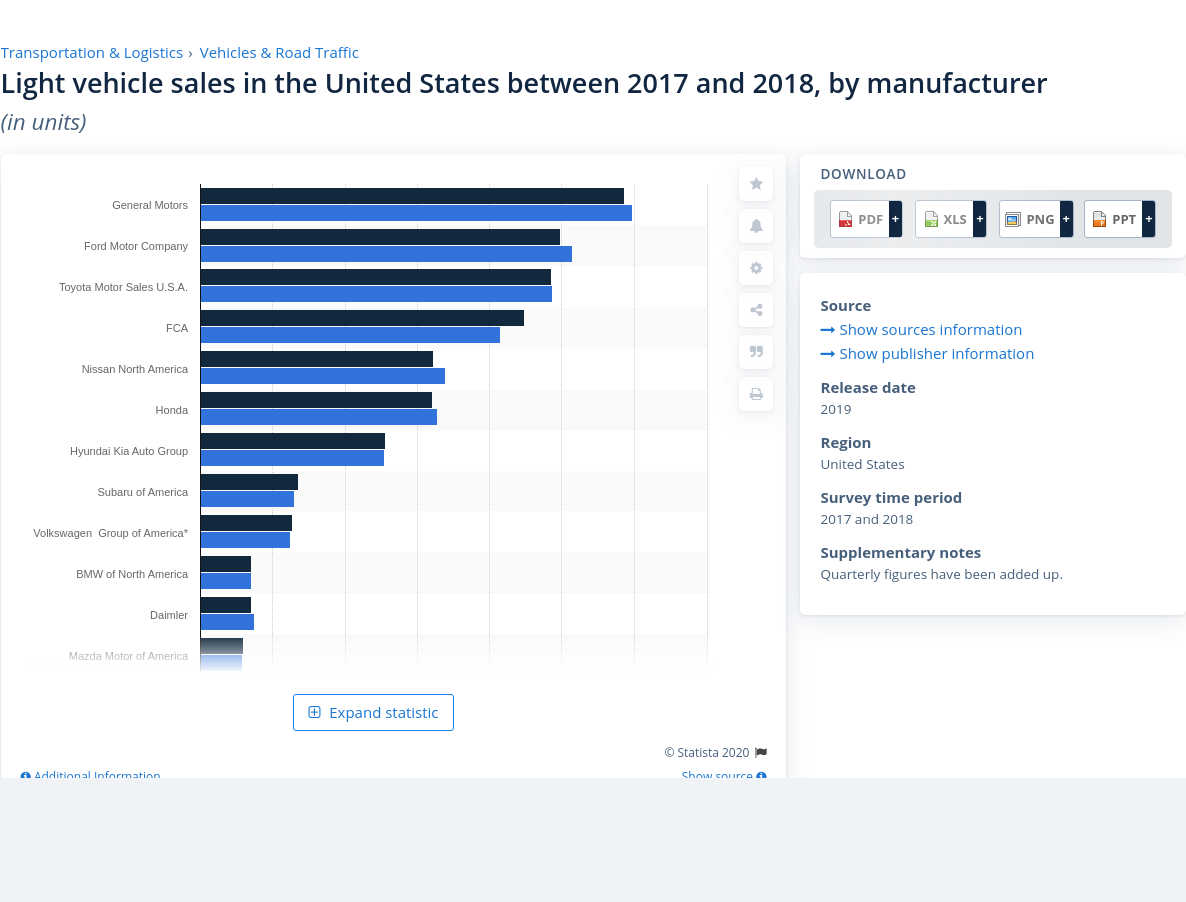 Transportation & Logistics › Vehicles & Road Traffic
Light vehicle sales in the United States between 2017 and 2018, by manufacturer
(in units)
General Motors
Ford Motor Company
Toyota Motor Sales U.S.A.
FCA
Nissan North America
Honda
Hyundai Kia Auto Group
Subaru of America
Volkswagen  Group of America*
BMW of North America
Daimler
Mazda Motor of America
Expand statistic
© Statista 2020
Additional Information
Show source
DOWNLOAD
PDF +
XLS +
PNG +
PPT +
Source
Show sources information
Show publisher information
Release date
2019
Region
United States
Survey time period
2017 and 2018
Supplementary notes
Quarterly figures have been added up.